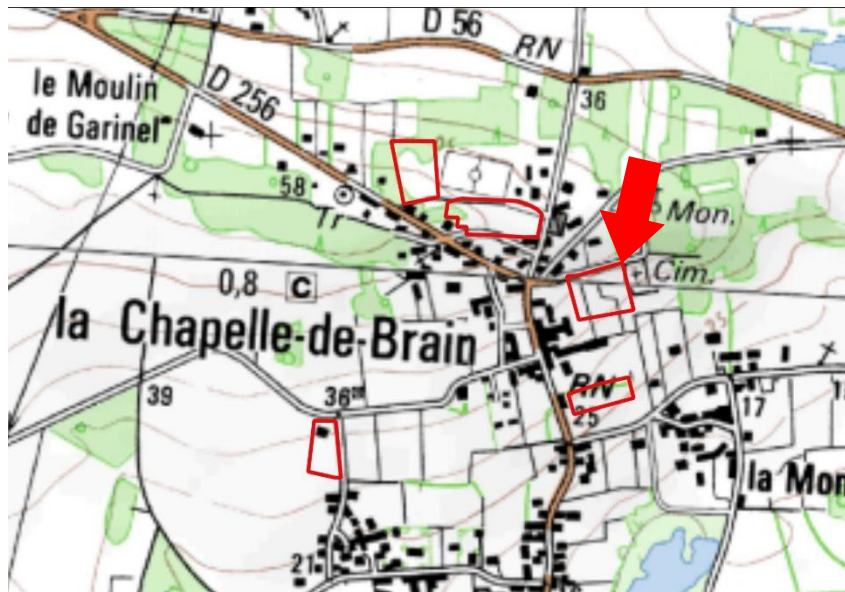 D 56
RN
le Moulin
de Garinel
D 256
36
58
Tr
Mon.
Cim.
0,8 C
la Chapelle-de-Brain
25
RN
39
36
25
17
la Mon
21